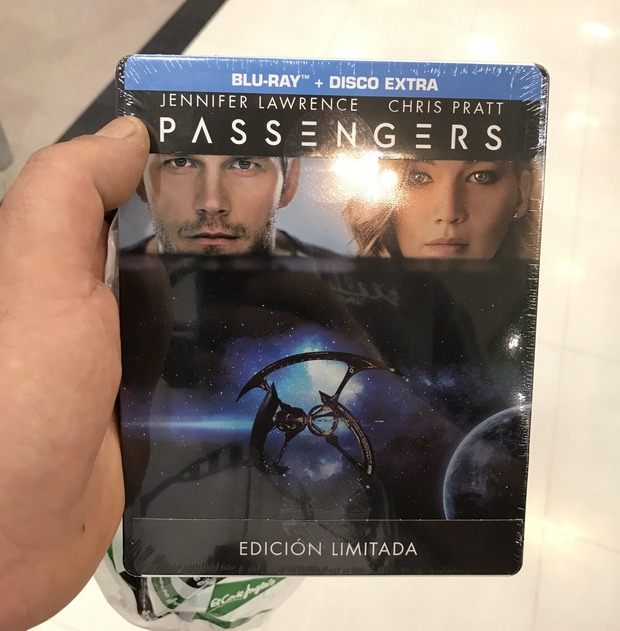 BLU-RAY™ + DISCO EXTRA
JENNIFER LAWRENCE CHRIS PRATT
PASSENGERS
EDICIÓN LIMITADA
El Corte Inglés